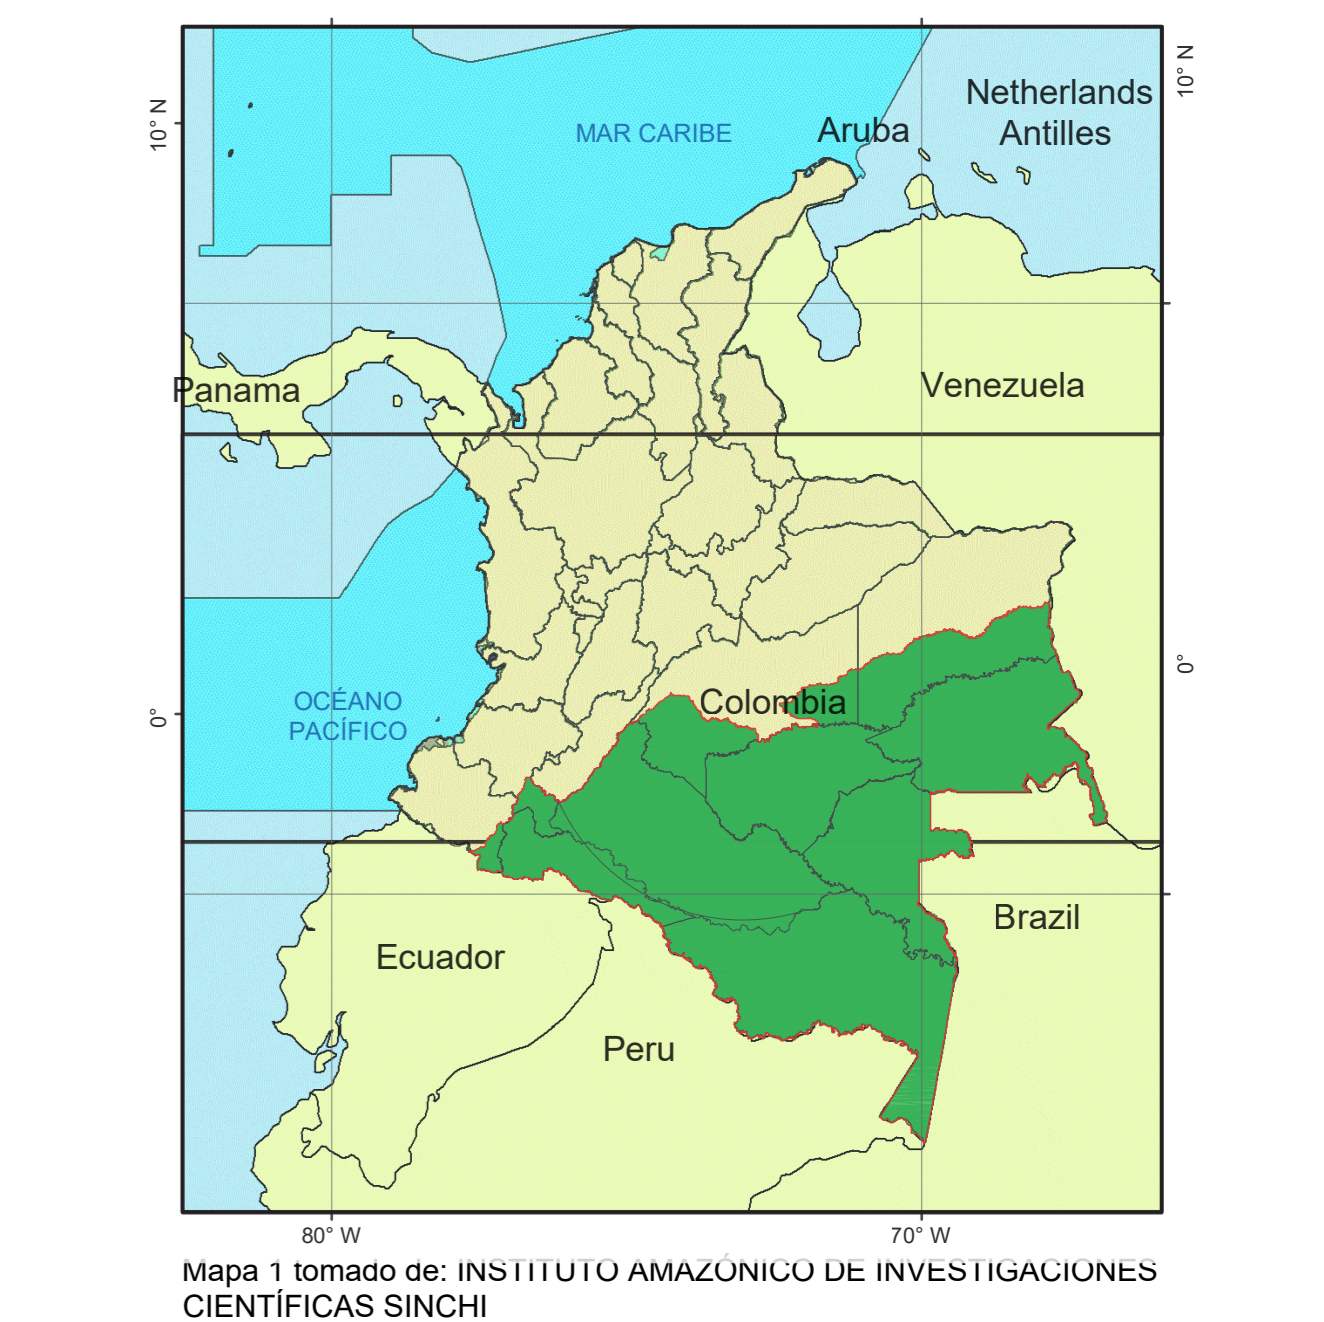 10° N
10° N
Netherlands
Antilles
MAR CARIBE
Aruba
Panama
Venezuela
0°
0°
OCÉANO
PACÍFICO
Colombia
Brazil
Ecuador
Peru
80° W
70° W
Mapa 1 tomado de: INSTITUTO AMAZÓNICO DE INVESTIGACIONES
CIENTÍFICAS SINCHI